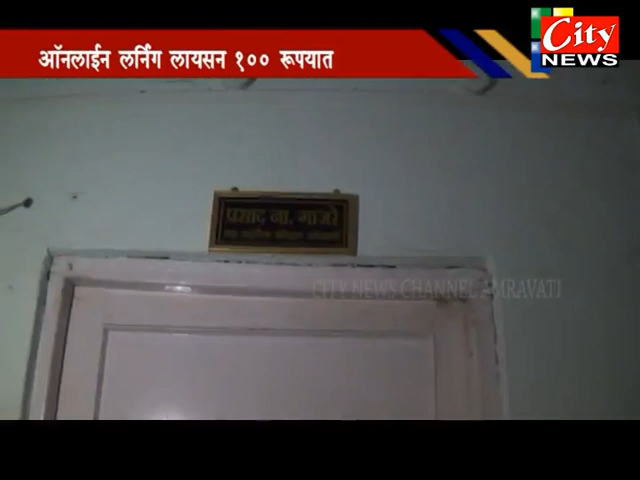 City
NEWS
ऑनलाईन लर्निंग लायसन १०० रूपयात
प्रसाद ना. गाजरे
CITY NEWS CHANNEL AMRAVATI